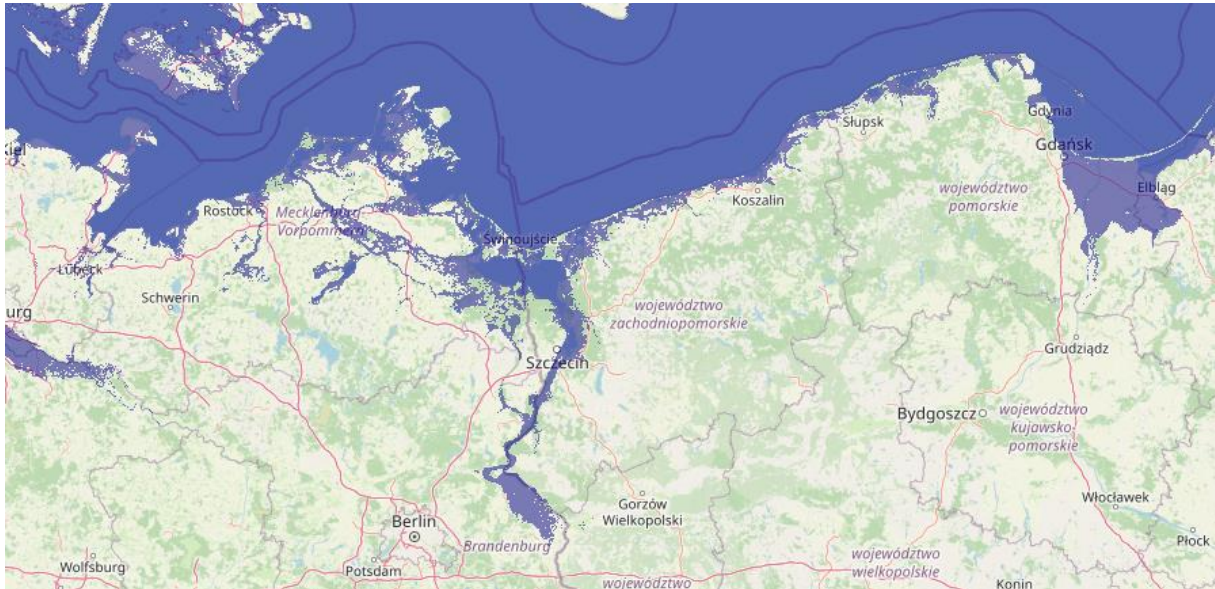 Gdynia
Słupsk
Gdańsk
Kiel
Elbląg
województwo
pomorskie
Koszalin
Rostock
Mecklenburg
Vorpommern
Świnoujście
Lübeck
Schwerin
województwo
zachodniopomorskie
urg
Szczecin
Grudziądz
Bydgoszcz
województwo
kujawsko-
pomorskie
Gorzów
Wielkopolski
Włocławek
Berlin
Płock
Brandenburg
Wolfsburg
Potsdam
województwo
województwo
wielkopolskie
Konin